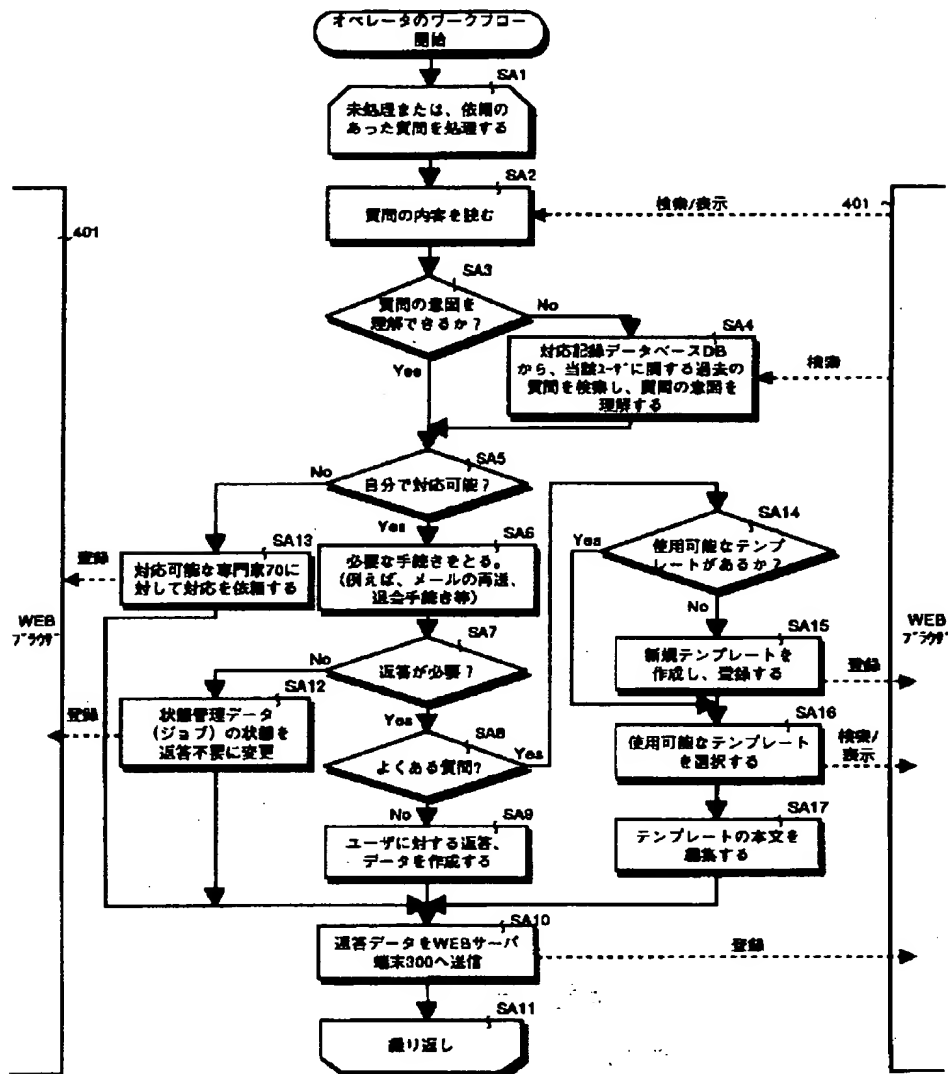 オペレータのワークフロー
開始
SA1
未処理または、依頼の
あった質問を処理する
SA2
質問の内容を読む
検索/表示
401
401
SA3
質問の意図を
理解できるか？
No
Yes
SA4
対応記録データベースDB
から、当該ﾕｰｻﾞに関する過去の
質問を検索し、質問の意図を
理解する
検索
SA5
自分で対応可能？
No
Yes
SA13
対応可能な専門家70に
対して対応を依頼する
登録
SA6
必要な手続きをとる。
(例えば、メールの再送、
退会手続き等)
SA14
使用可能なテンプ
レートがあるか？
Yes
No
WEB
ﾌﾞﾗｳｻﾞ
WEB
ﾌﾞﾗｳｻﾞ
SA7
返答が必要？
No
Yes
SA15
新規テンプレートを
作成し、登録する
登録
SA12
状態管理データ
(ジョブ)の状態を
返答不要に変更
登録
SA8
よくある質問?
Yes
No
SA16
使用可能なテンプレート
を選択する
検索/
表示
SA9
ユーザに対する返答、
データを作成する
SA17
テンプレートの本文を
編集する
SA10
返答データをWEBサーバ
端末300へ送信
登録
SA11
繰り返し